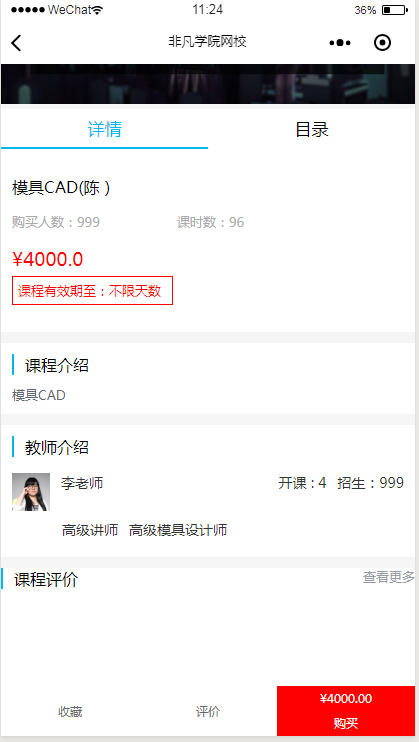 ●●●●● WeChat 11:24 36%
非凡学院网校
详情 目录
模具CAD(陈 )
购买人数：999 课时数：96
¥4000.0
课程有效期至：不限天数
课程介绍
模具CAD
教师介绍
李老师 开课：4 招生：999
高级讲师 高级模具设计师
课程评价 查看更多
收藏 评价 ¥4000.00
购买